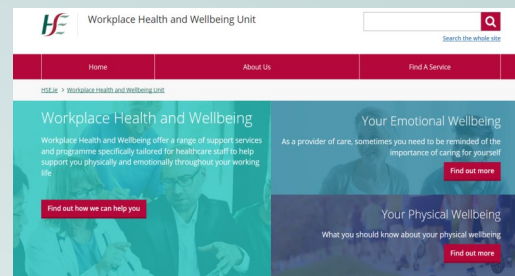 Workplace Health and Wellbeing Unit
Search the whole site
Home About Us Find A Service
HSE.ie > Workplace Health and Wellbeing Unit
Workplace Health and Wellbeing
Workplace Health and Wellbeing offer a range of support services
and programme specifically tailored for healthcare staff to help
support you physically and emotionally throughout your working
life
Find out how we can help you
Your Emotional Wellbeing
As a provider of care, sometimes you need to be reminded of the
importance of caring for yourself
Find out more
Your Physical Wellbeing
What you should know about your physical wellbeing
Find out more